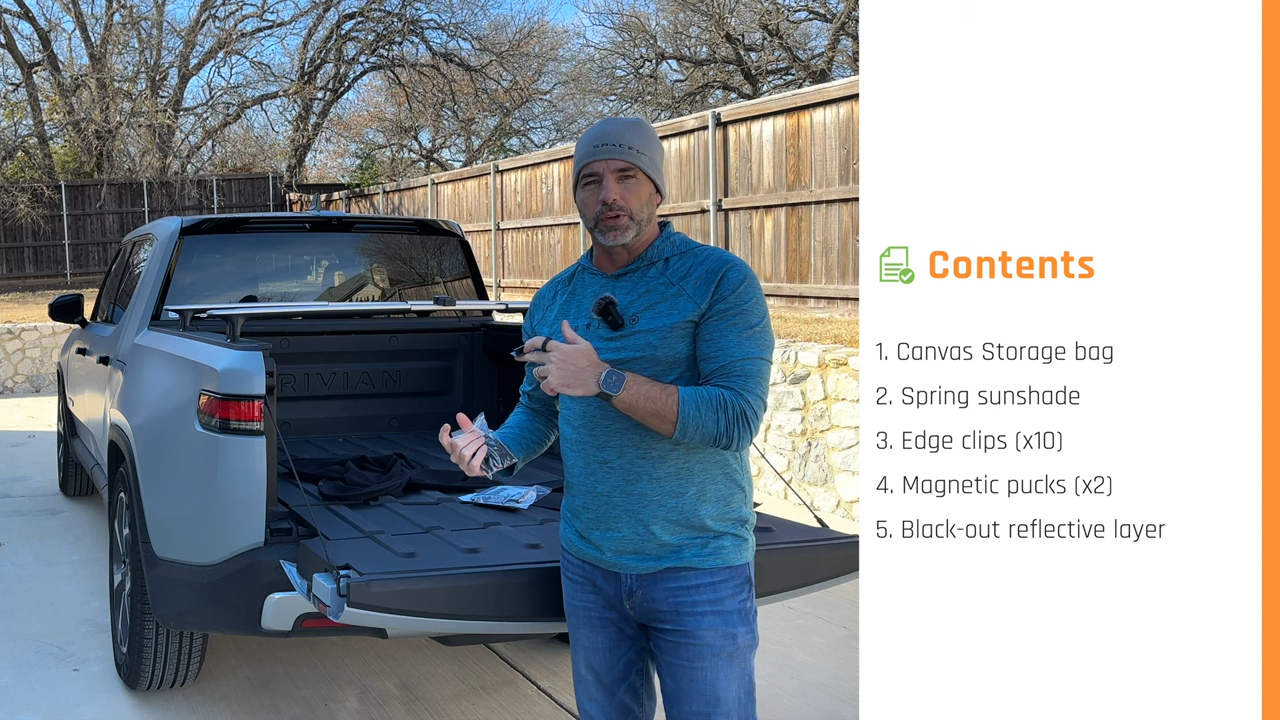 SPACEX
RIVIAN
Contents
1. Canvas Storage bag
2. Spring sunshade
3. Edge clips (x10)
4. Magnetic pucks (x2)
5. Black-out reflective layer